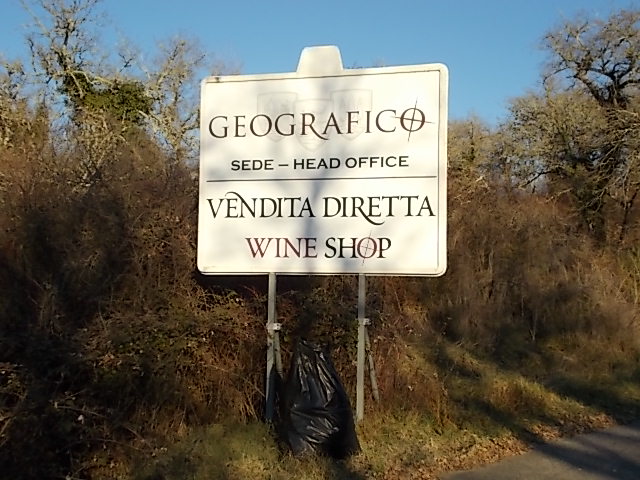 GEOGRAFICO
SEDE – HEAD OFFICE
VENDITA DIRETTA
WINE SHOP